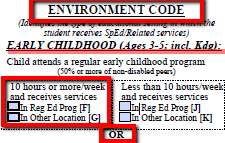 ENVIRONMENT CODE
(Identifies the type of educational setting in which the
student receives SpEd/Related services)
EARLY CHILDHOOD (Ages 3-5; incl. Kdg):
Child attends a regular early childhood program
(50% or more of non-disabled peers)
10 hours or more/week
and receives services
In Reg Ed Prog [F]
In Other Location [G]
Less than 10 hours/week
and receives services
In Reg Ed Prog [J]
In Other Location [K]
OR